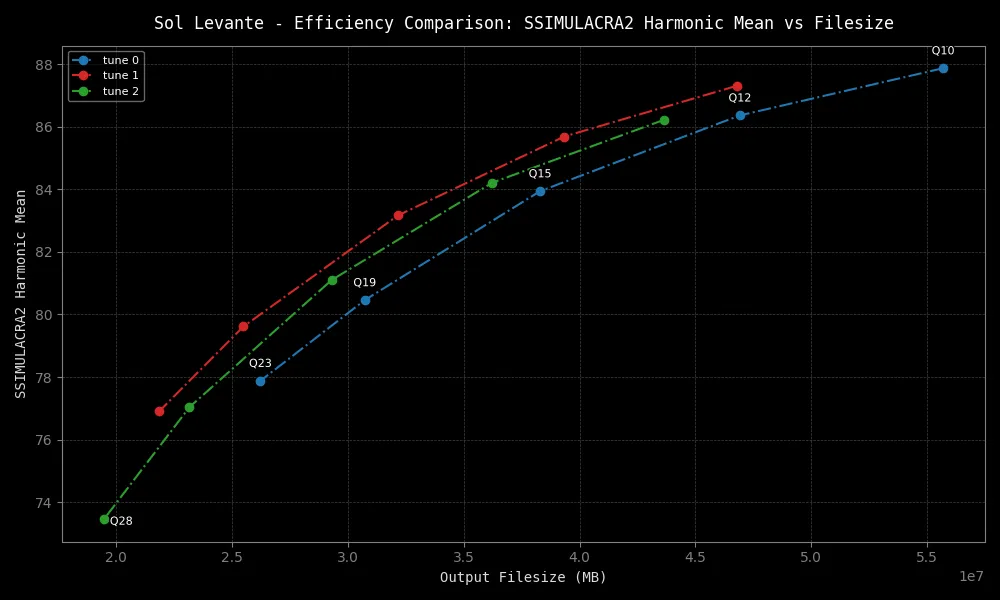 Sol Levante - Efficiency Comparison: SSIMULACRA2 Harmonic Mean vs Filesize
tune 0
tune 1
tune 2
Q10
Q12
Q15
Q19
Q23
Q28
SSIMULACRA2 Harmonic Mean
88
86
84
82
80
78
76
74
2.0 2.5 3.0 3.5 4.0 4.5 5.0 5.5
1e7
Output Filesize (MB)